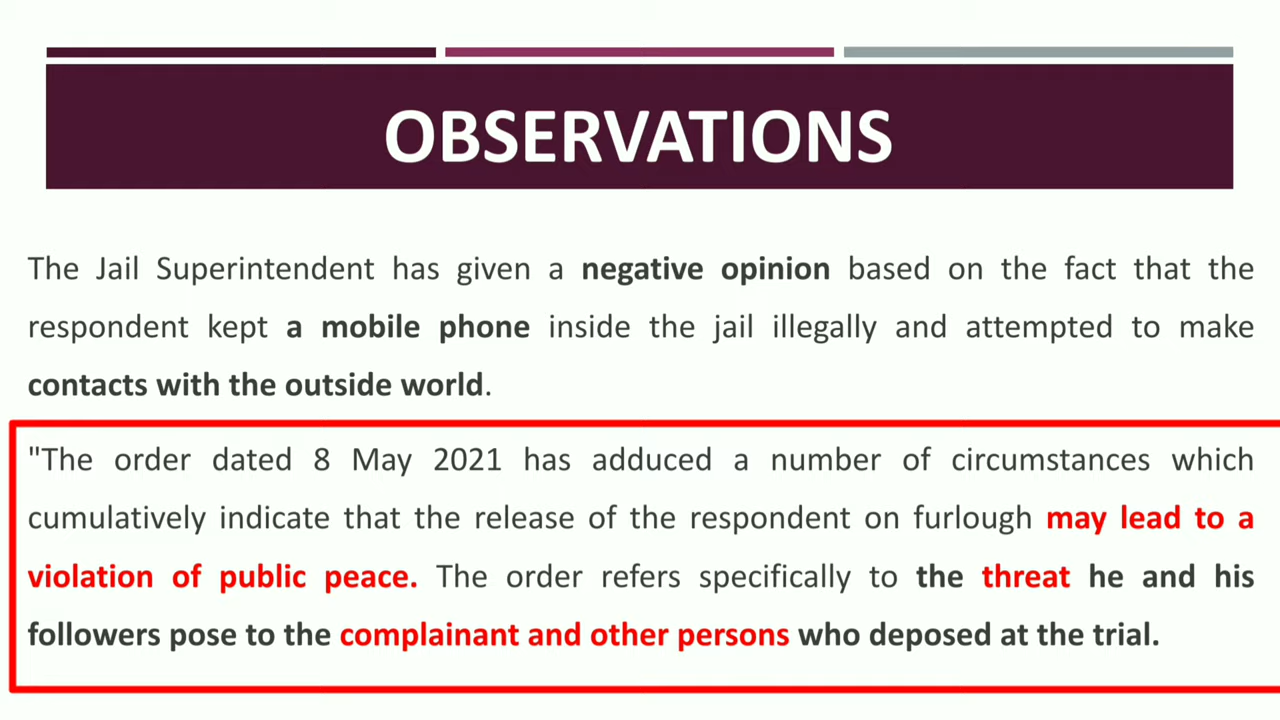 OBSERVATIONS
The Jail Superintendent has given a negative opinion based on the fact that the
respondent kept a mobile phone inside the jail illegally and attempted to make
contacts with the outside world.
"The order dated 8 May 2021 has adduced a number of circumstances which
cumulatively indicate that the release of the respondent on furlough may lead to a
violation of public peace. The order refers specifically to the threat he and his
followers pose to the complainant and other persons who deposed at the trial.